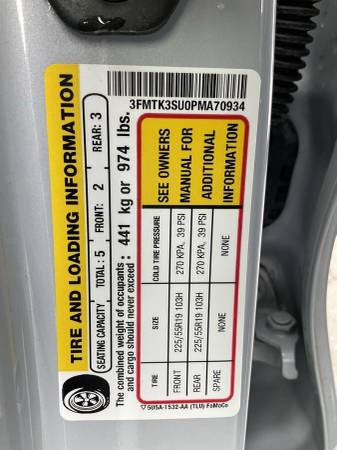 3FMTK3SU0PMA70934
TIRE AND LOADING INFORMATION
SEATING CAPACITY TOTAL : 5 FRONT: 2 REAR: 3
The combined weight of occupants
and cargo should never exceed : 441 kg or 974 lbs.
TIRE SIZE COLD TIRE PRESSURE
FRONT 225/55R19 103H 270 KPA, 39 PSI
REAR 225/55R19 103H 270 KPA, 39 PSI
SPARE NONE NONE
SEE OWNERS
MANUAL FOR
ADDITIONAL
INFORMATION
5U5A-1532-AA (TLU) FoMoCo